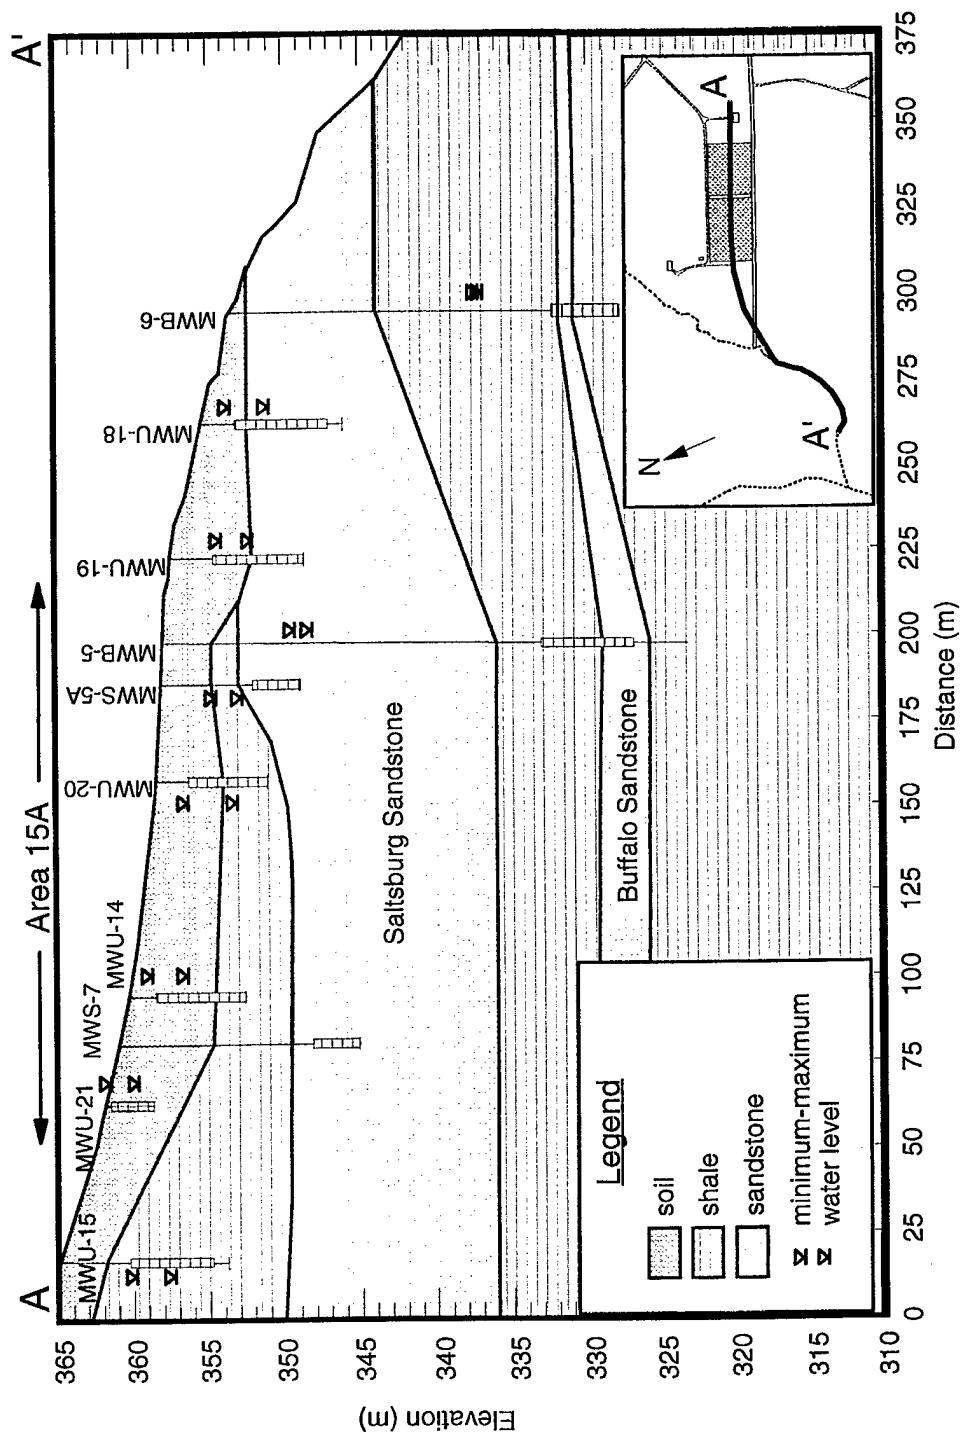 A
A'
Area 15A
MWU-15
MWU-21
MWS-7
MWU-14
MWU-20
MWS-5A
MWB-5
MWU-19
MWU-18
MWB-6
Saltsburg Sandstone
Buffalo Sandstone
365
360
355
350
345
340
335
330
325
320
315
310
Elevation (m)
0
25
50
75
100
125
150
175
200
225
250
275
300
325
350
375
Distance (m)
Legend
soil
shale
sandstone
minimum-maximum
water level
N
A
A'